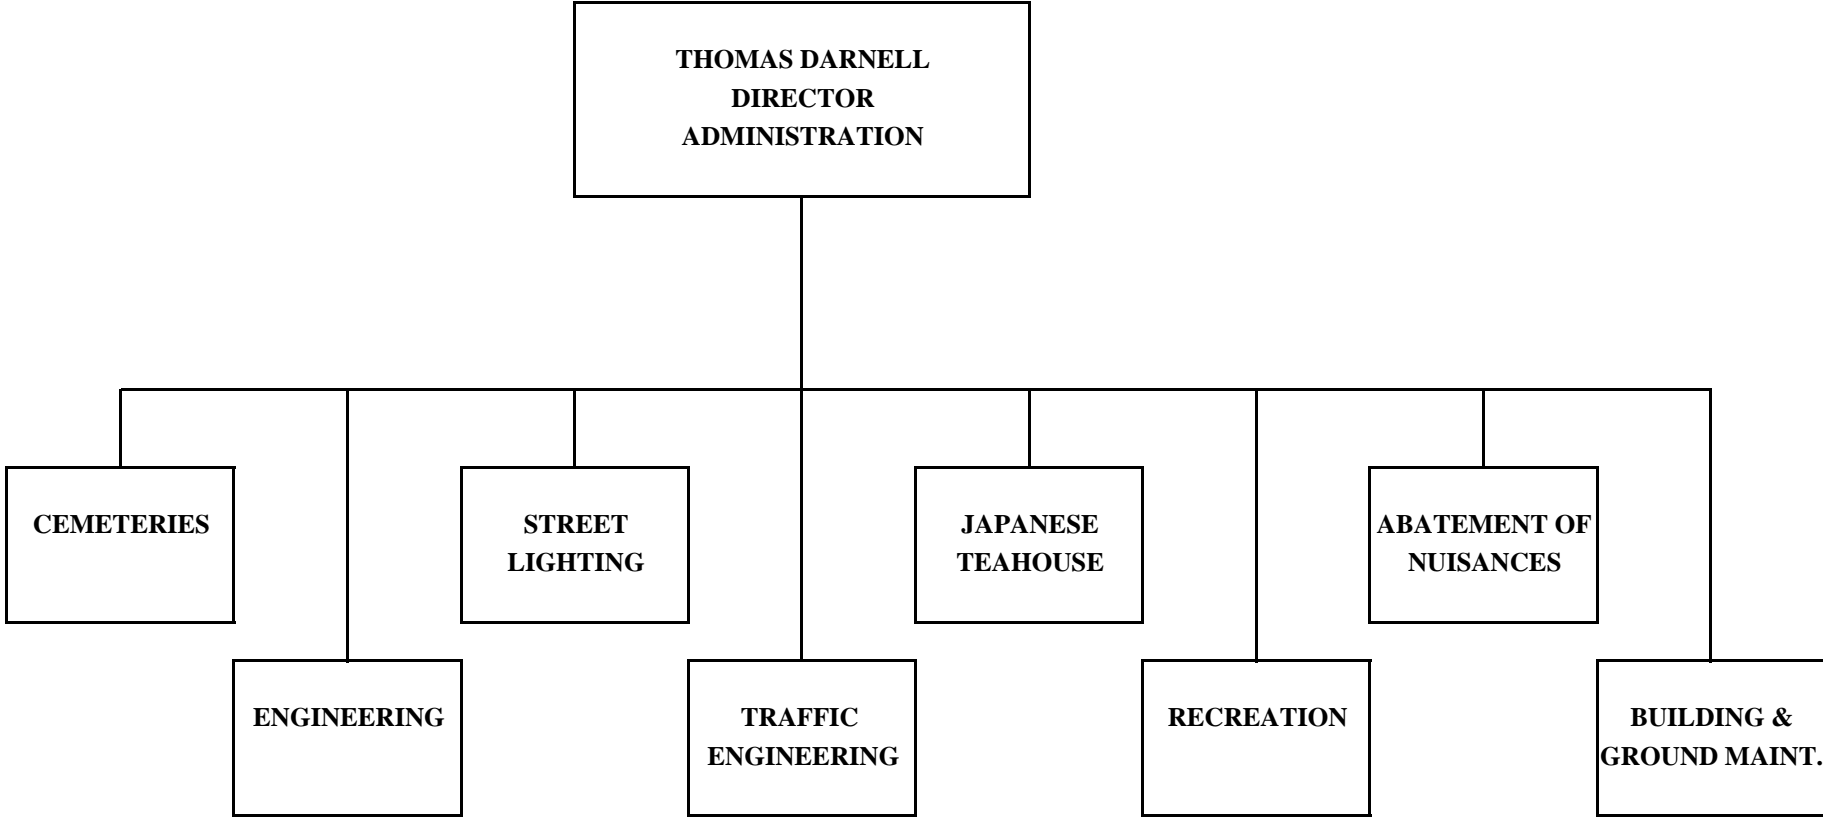 THOMAS DARNELL
DIRECTOR
ADMINISTRATION
CEMETERIES
STREET
LIGHTING
JAPANESE
TEAHOUSE
ABATEMENT OF
NUISANCES
ENGINEERING
TRAFFIC
ENGINEERING
RECREATION
BUILDING &
GROUND MAINT.